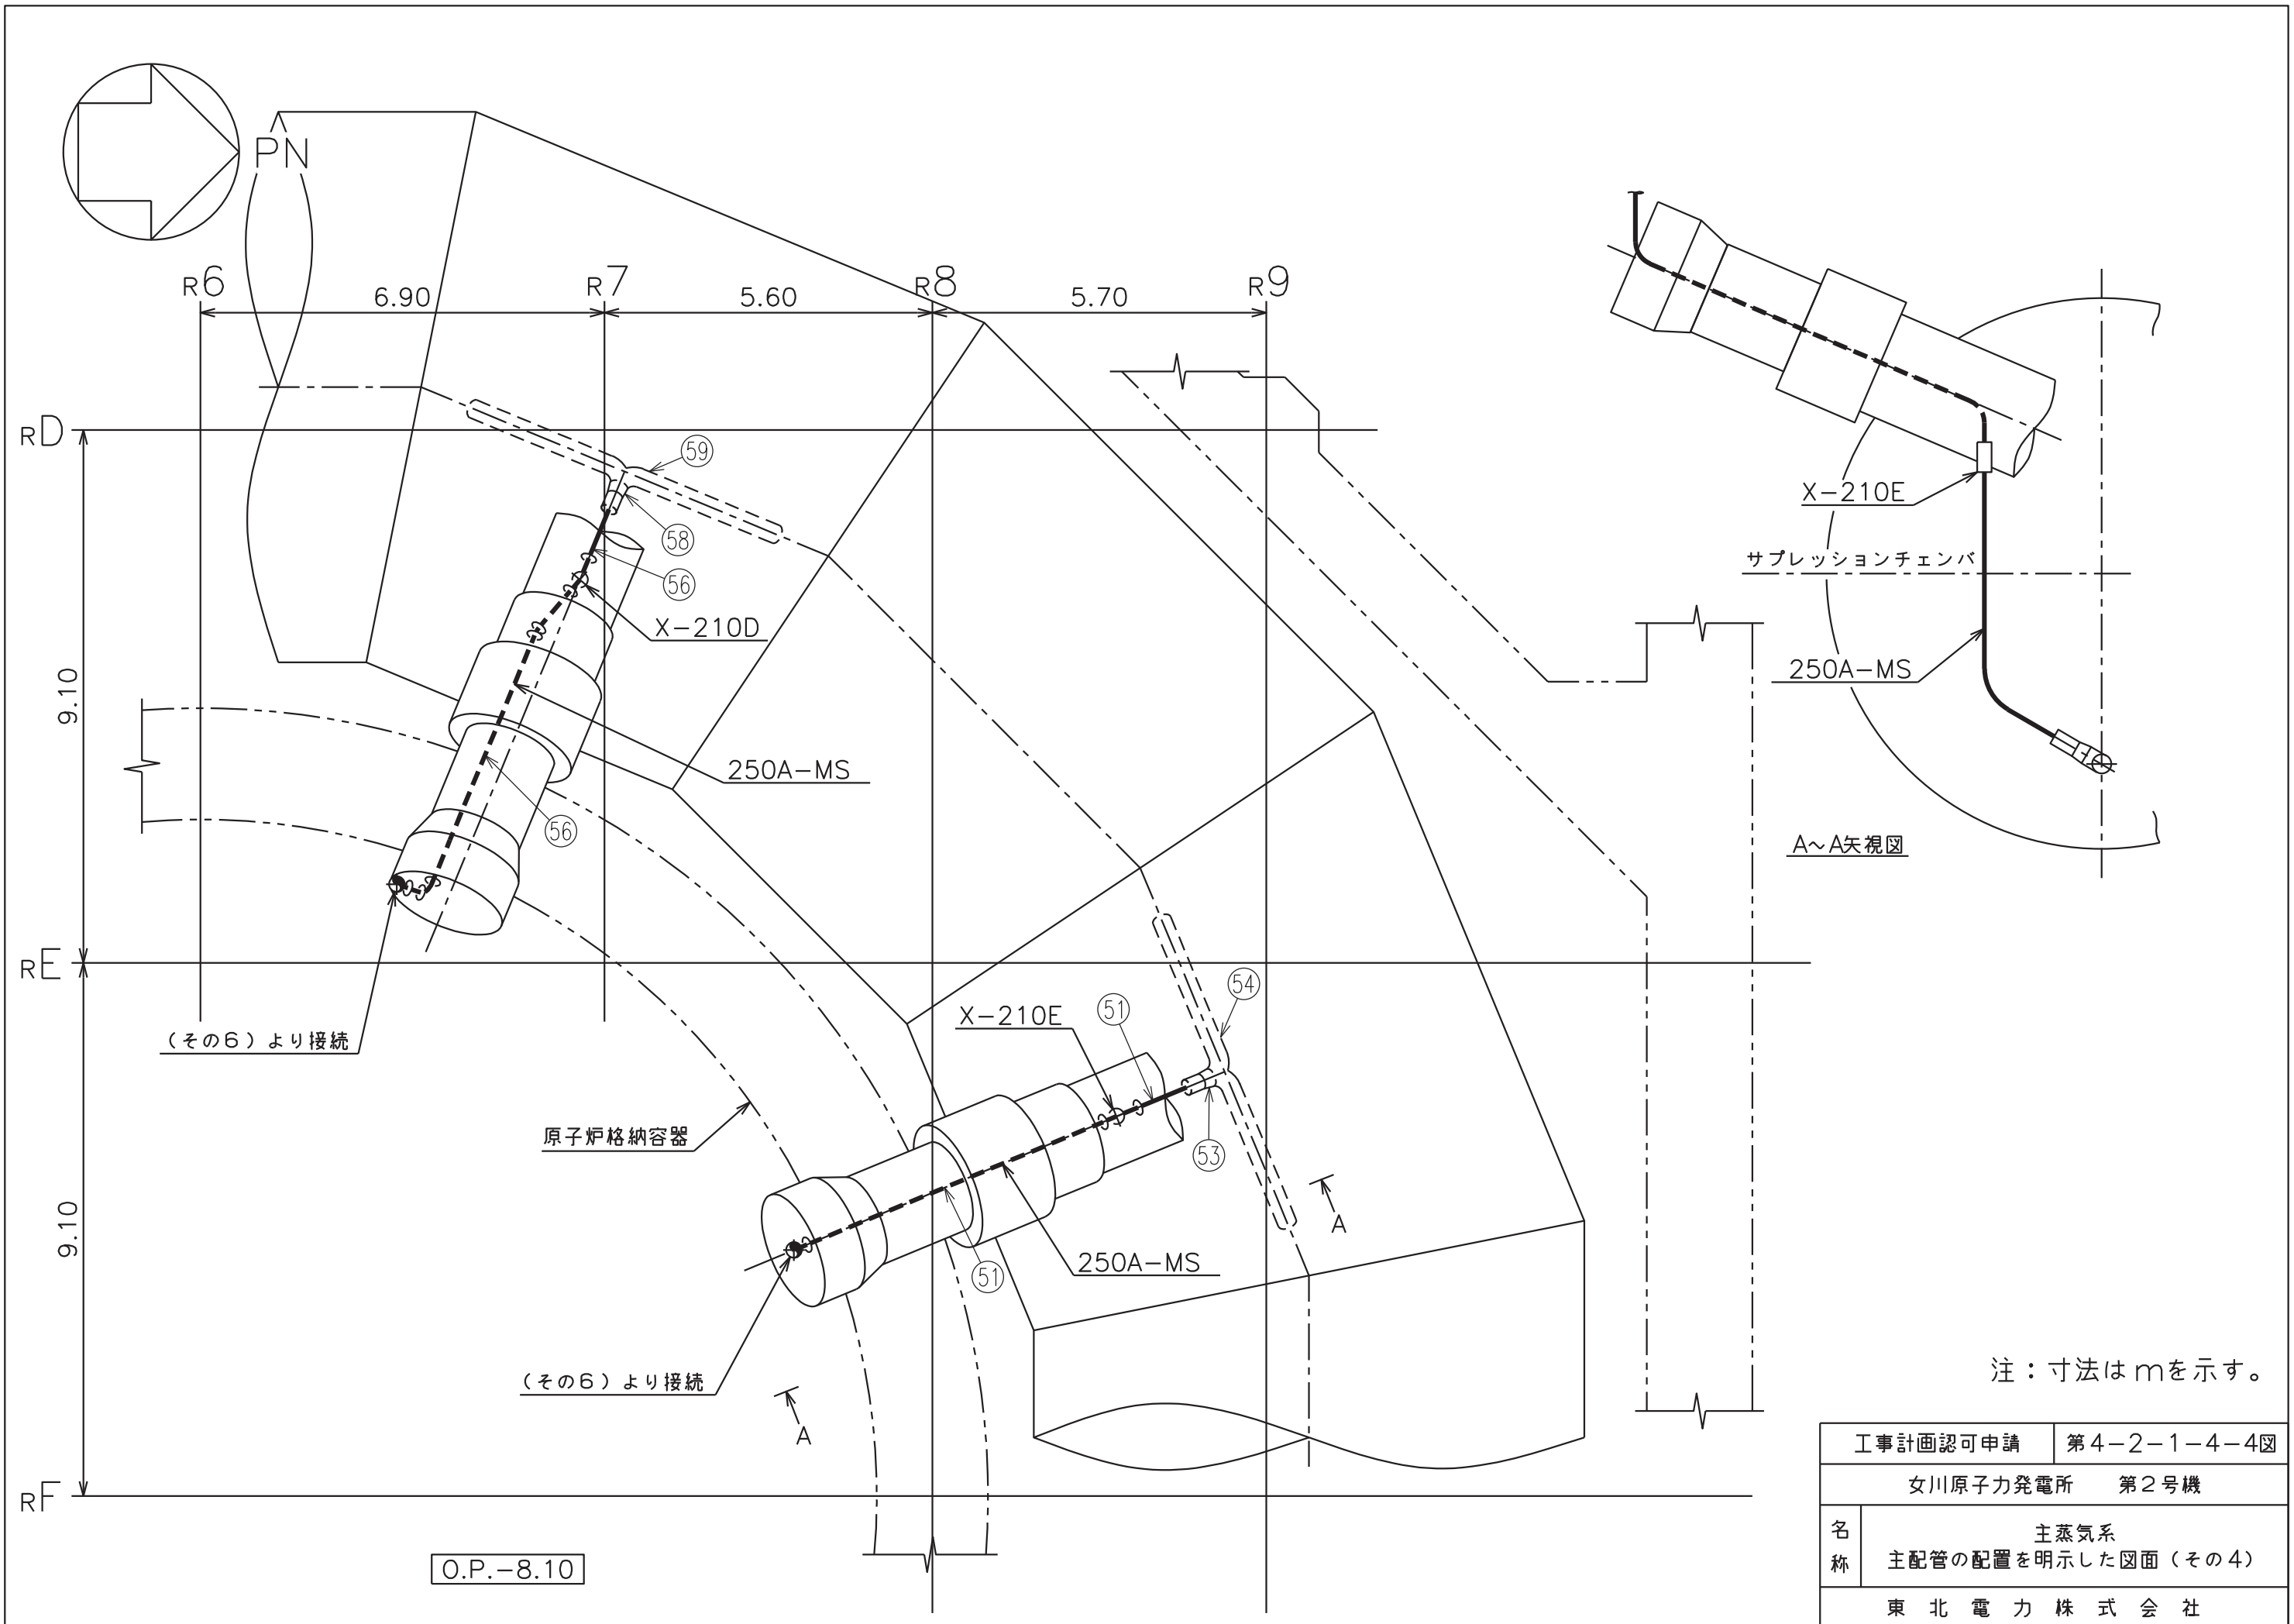 PN
R6
6.90
R7
5.60
R8
5.70
R9
RD
59
58
56
X-210D
X-210E
サプレッションチェンバ
250A-MS
9.10
250A-MS
56
A～A矢視図
RE
54
51
X-210E
(その6)より接続
原子炉格納容器
53
A
250A-MS
51
9.10
(その6)より接続
A
注：寸法はmを示す。
RF
O.P.-8.10
工事計画認可申請 第4-2-1-4-4図
女川原子力発電所 第2号機
名称
主蒸気系
主配管の配置を明示した図面(その4)
東北電力株式会社